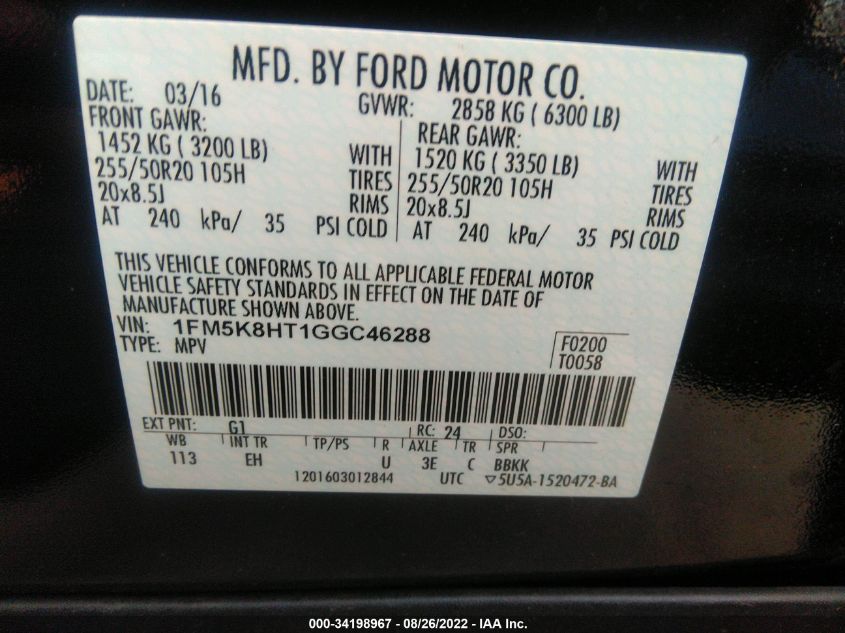 MFD. BY FORD MOTOR CO.
DATE: 03/16 GVWR: 2858 KG ( 6300 LB)
FRONT GAWR: REAR GAWR:
1452 KG ( 3200 LB) WITH 1520 KG ( 3350 LB) WITH
255/50R20 105H TIRES 255/50R20 105H TIRES
20x8.5J RIMS 20x8.5J RIMS
AT 240 kPa/ 35 PSI COLD AT 240 kPa/ 35 PSI COLD
THIS VEHICLE CONFORMS TO ALL APPLICABLE FEDERAL MOTOR
VEHICLE SAFETY STANDARDS IN EFFECT ON THE DATE OF
MANUFACTURE SHOWN ABOVE.
VIN: 1FM5K8HT1GGC46288 F0200
TYPE: MPV T0058
EXT PNT: G1 RC: 24 DSO:
WB INT TR TP/PS R AXLE TR SPR
113 EH U 3E C BBKK
1201603012844 UTC ▽5U5A-1520472-BA
000-34198967 - 08/26/2022 - IAA Inc.